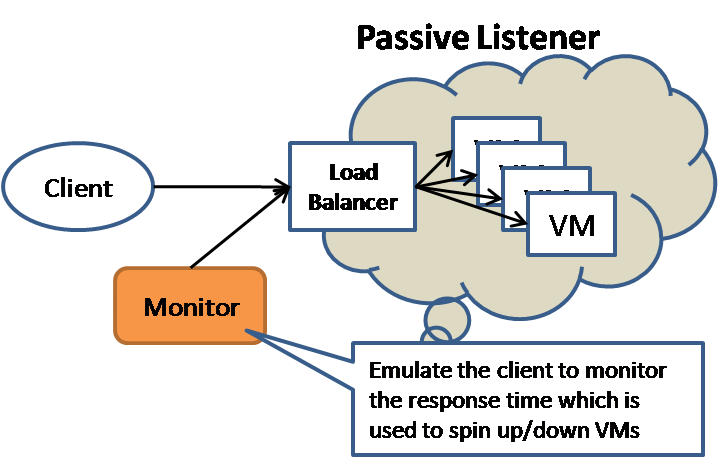 Passive Listener
Client
Load
Balancer
VM
Monitor
Emulate the client to monitor
the response time which is
used to spin up/down VMs